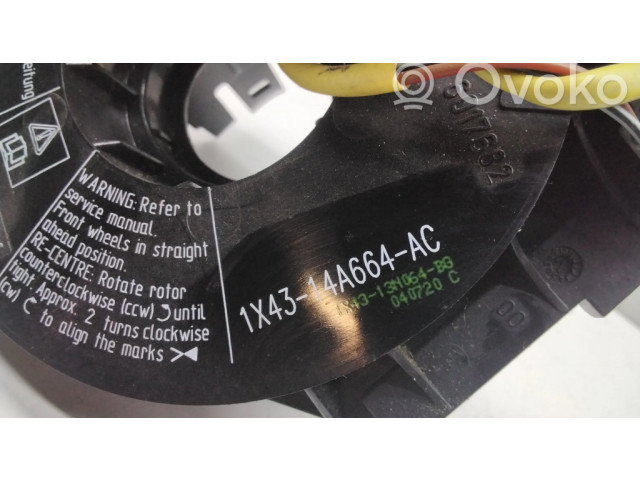 Ovoko
eitung
WARNING: Refer to
service manual.
Front wheels in straight
ahead position.
RE-CENTRE: Rotate rotor
counterclockwise (ccw) until
tight. Approx. 2 turns clockwise
(cw) to align the marks
1X43-14A664-AC
1X43-13N064-BG
040720 C